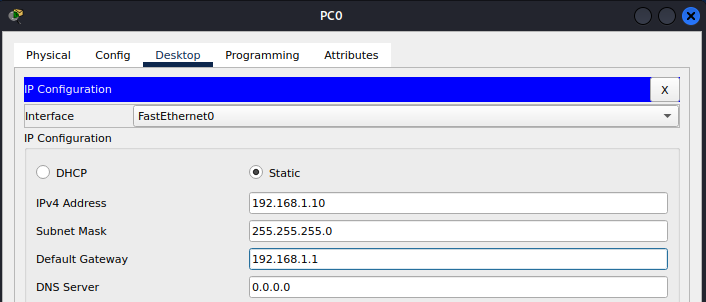 PC0
Physical Config Desktop Programming Attributes
IP Configuration X
Interface FastEthernet0
IP Configuration
DHCP Static
IPv4 Address 192.168.1.10
Subnet Mask 255.255.255.0
Default Gateway 192.168.1.1
DNS Server 0.0.0.0